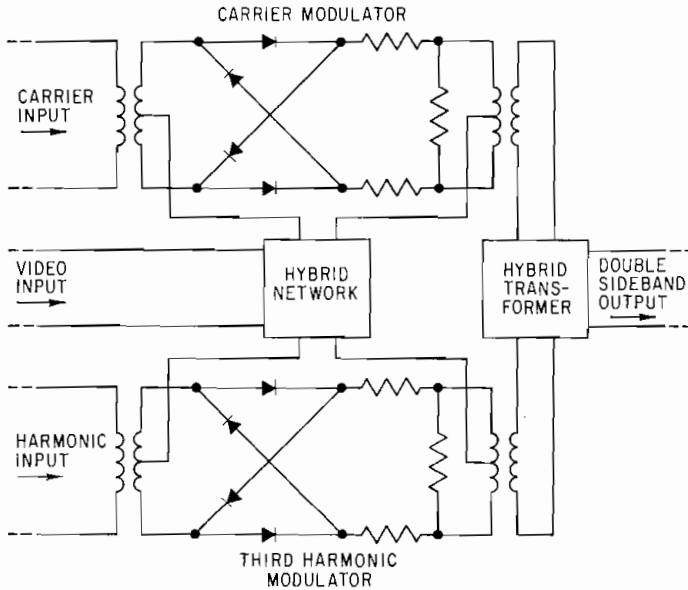 CARRIER MODULATOR
CARRIER
INPUT
VIDEO
INPUT
HYBRID
NETWORK
HYBRID
TRANS-
FORMER
DOUBLE
SIDEBAND
OUTPUT
HARMONIC
INPUT
THIRD HARMONIC
MODULATOR